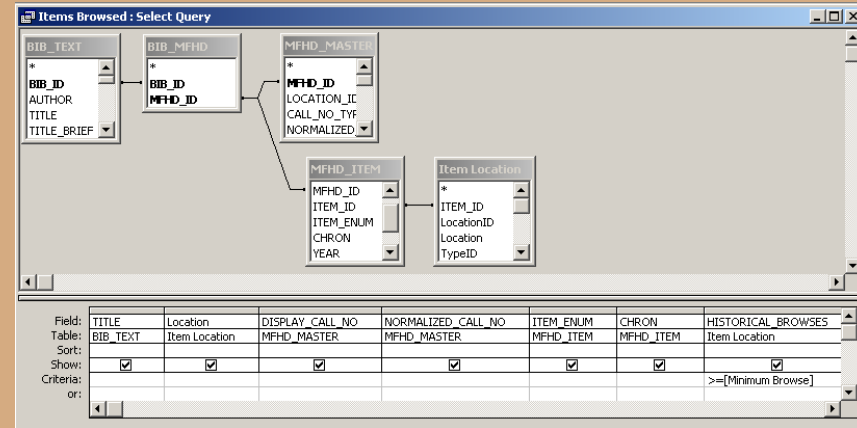 Items Browsed : Select Query
BIB_TEXT
*
BIB_ID
AUTHOR
TITLE
TITLE_BRIEF
BIB_MFHD
*
BIB_ID
MFHD_ID
MFHD_MASTER
*
MFHD_ID
LOCATION_ID
CALL_NO_TYP
NORMALIZED_
MFHD_ITEM
MFHD_ID
ITEM_ID
ITEM_ENUM
CHRON
YEAR
Item Location
*
ITEM_ID
LocationID
Location
TypeID
Field: TITLE Location DISPLAY_CALL_NO NORMALIZED_CALL_NO ITEM_ENUM CHRON HISTORICAL_BROWSES
Table: BIB_TEXT Item Location MFHD_MASTER MFHD_MASTER MFHD_ITEM MFHD_ITEM Item Location
Sort:
Show:
Criteria: >=[Minimum Browse]
or: